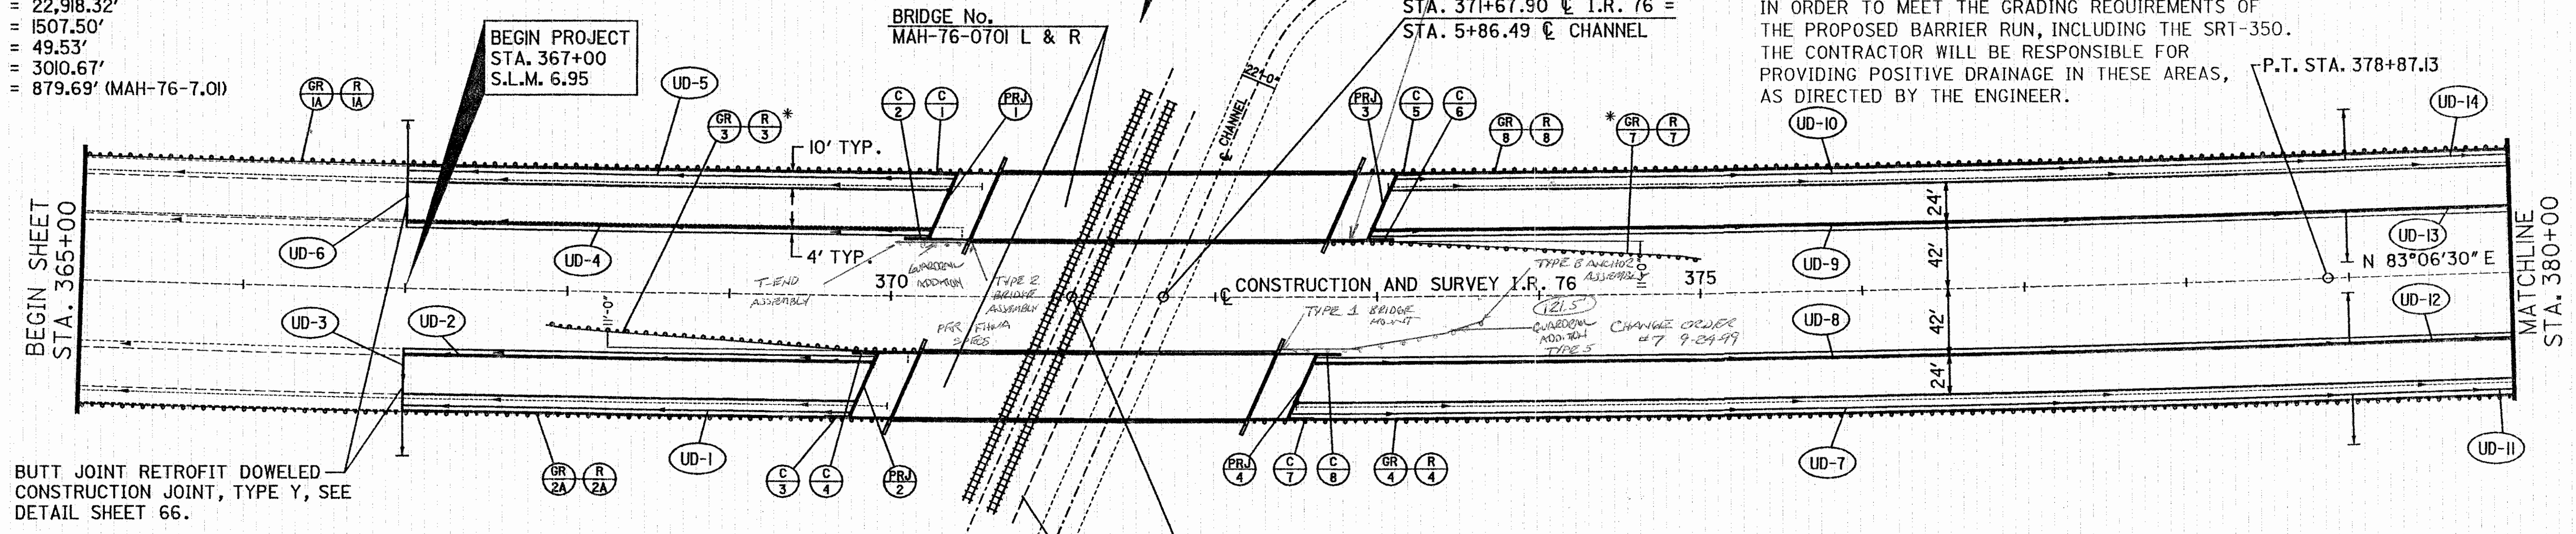 = 22,918.32'
= 1507.50'
= 49.53'
= 3010.67'
= 879.69' (MAH-76-7.01)
BEGIN PROJECT
STA. 367+00
S.L.M. 6.95
BRIDGE No.
MAH-76-0701 L & R
STA. 371+67.90 ℄ I.R. 76 =
STA. 5+86.49 ℄ CHANNEL
IN ORDER TO MEET THE GRADING REQUIREMENTS OF
THE PROPOSED BARRIER RUN, INCLUDING THE SRT-350.
THE CONTRACTOR WILL BE RESPONSIBLE FOR
PROVIDING POSITIVE DRAINAGE IN THESE AREAS,
AS DIRECTED BY THE ENGINEER.
P.T. STA. 378+87.13
GR 1A
R 1A
UD-5
GR 3
R 3 *
10' TYP.
C 2
C 1
PRJ 1
22'-0"
℄ CHANNEL
PRJ 3
C 5
C 6
GR 8
R 8
* GR 7
R 7
UD-10
UD-14
BEGIN SHEET
STA. 365+00
UD-6
UD-4
4' TYP.
T-END
ASSEMBLY
370
GUARDRAIL
ADDITION
TYPE 2
BRIDGE
ASSEMBLY
PER FHWA
SPECS
℄ CONSTRUCTION AND SURVEY I.R. 76
TYPE B ANCHOR
ASSEMBLY
375
UD-9
24'
42'
UD-13
N 83°06'30" E
MATCHLINE
STA. 380+00
UD-3
UD-2
11'-0"
TYPE 1 BRIDGE
MOUNT
121.5
GUARDRAIL
ADDITION
TYPE 5
CHANGE ORDER
#7 9-24-99
UD-8
42'
24'
UD-12
BUTT JOINT RETROFIT DOWELED
CONSTRUCTION JOINT, TYPE Y, SEE
DETAIL SHEET 66.
GR 2A
R 2A
UD-1
C 3
C 4
PRJ 2
PRJ 4
C 7
C 8
GR 4
R 4
UD-7
UD-11